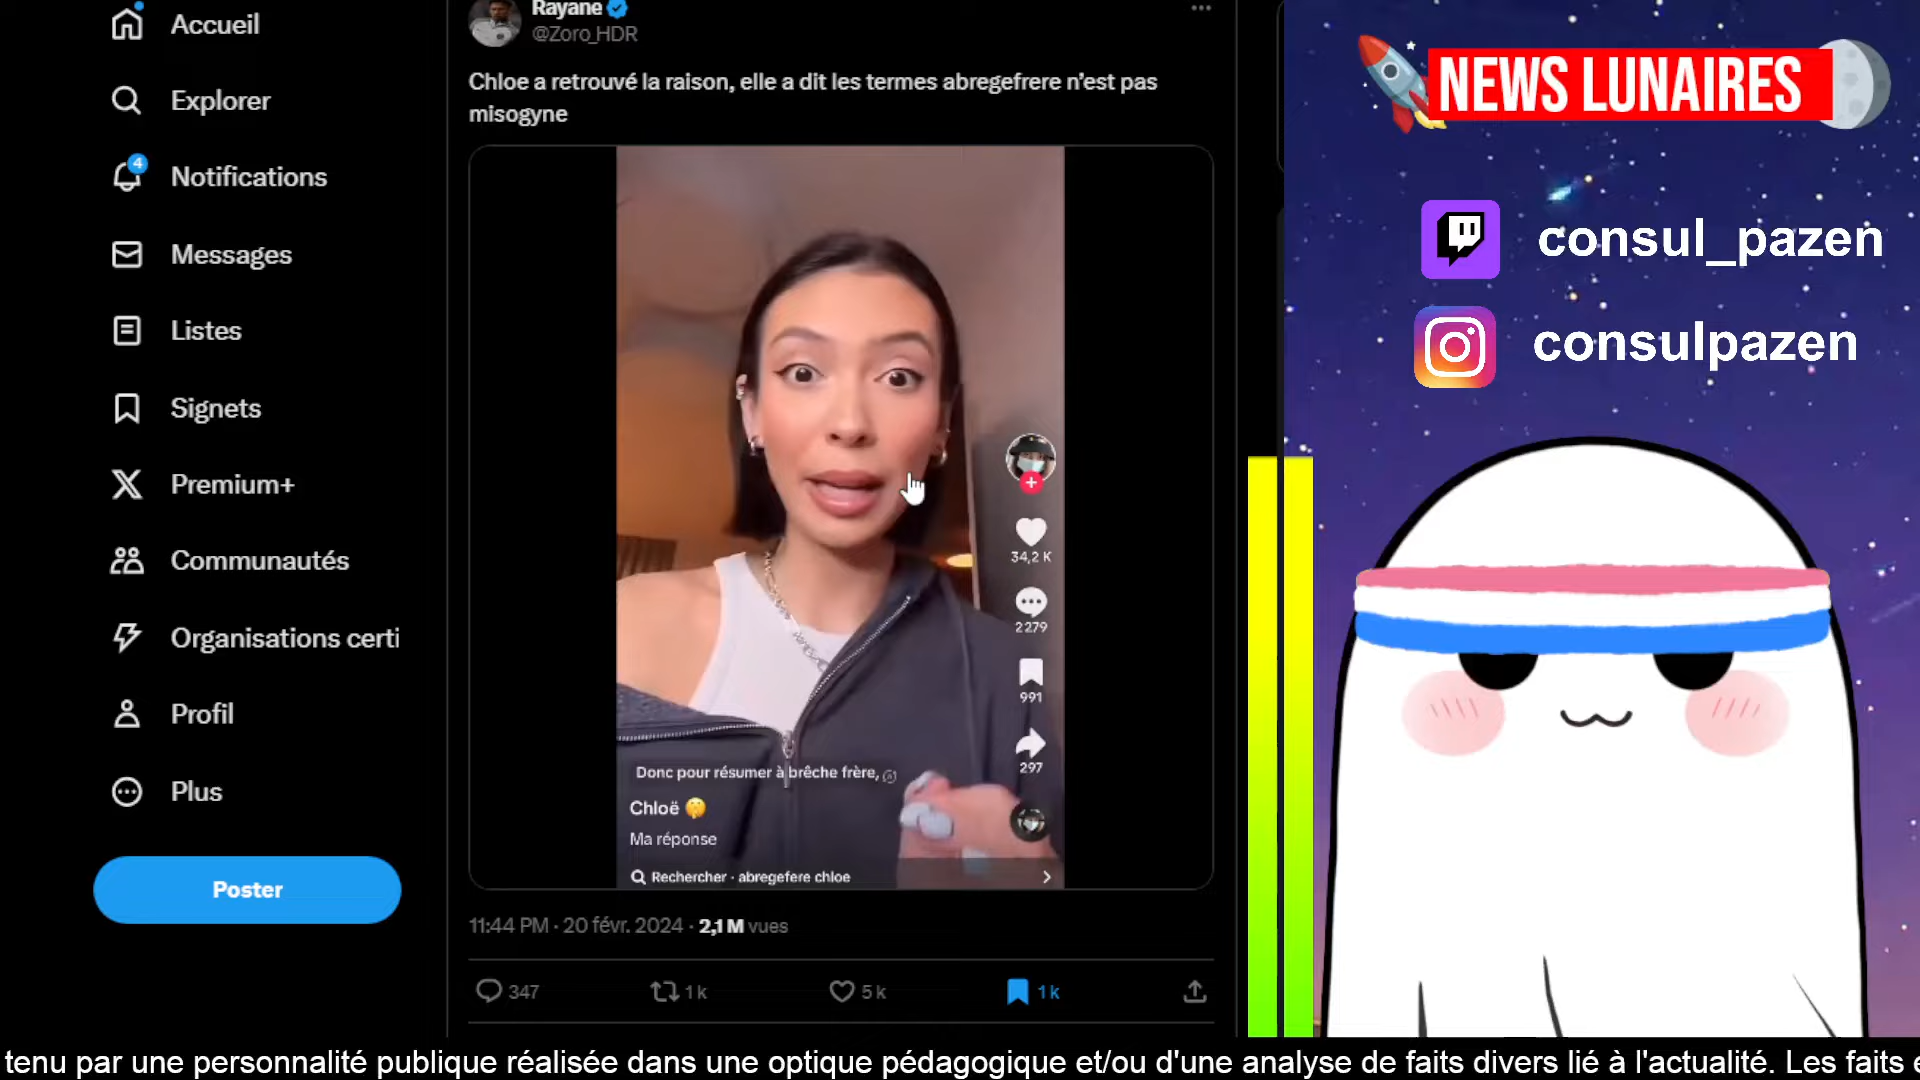 Accueil
Explorer
4
Notifications
Messages
Listes
Signets
Premium+
Communautés
Organisations certi
Profil
Plus
Poster
Rayane
@Zoro_HDR
Chloe a retrouvé la raison, elle a dit les termes abregefrere n’est pas
misogyne
34,2 K
2279
991
297
Donc pour résumer à brêche frère,
Chloë
Ma réponse
Rechercher · abregefere chloe
11:44 PM · 20 févr. 2024 · 2,1 M vues
347
1 k
5 k
1 k
NEWS LUNAIRES
consul_pazen
consulpazen
tenu par une personnalité publique réalisée dans une optique pédagogique et/ou d'une analyse de faits divers lié à l'actualité. Les faits e